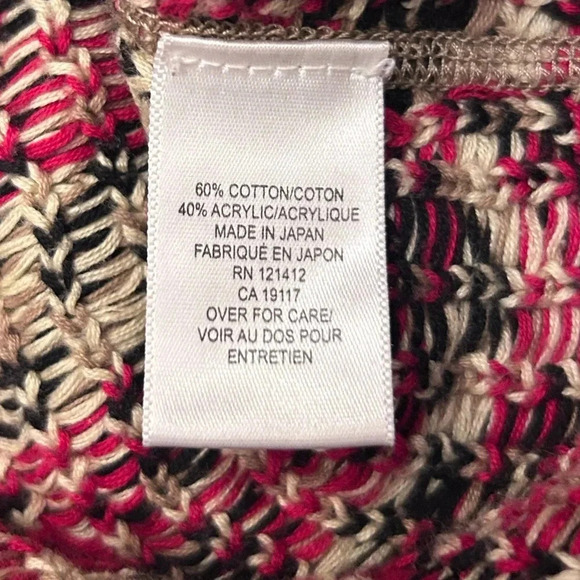 60% COTTON/COTON
40% ACRYLIC/ACRYLIQUE
MADE IN JAPAN
FABRIQUÉ EN JAPON
RN 121412
CA 19117
OVER FOR CARE/
VOIR AU DOS POUR
ENTRETIEN